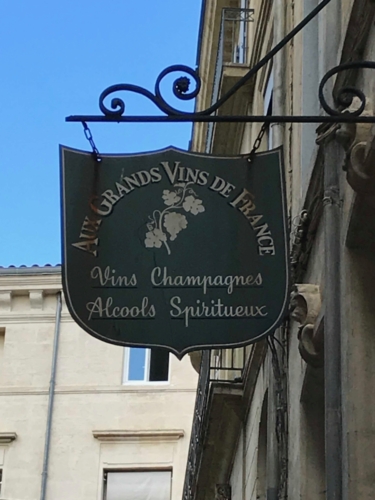 Aux Grands Vins de France
Vins Champagnes
Alcools Spiritueux